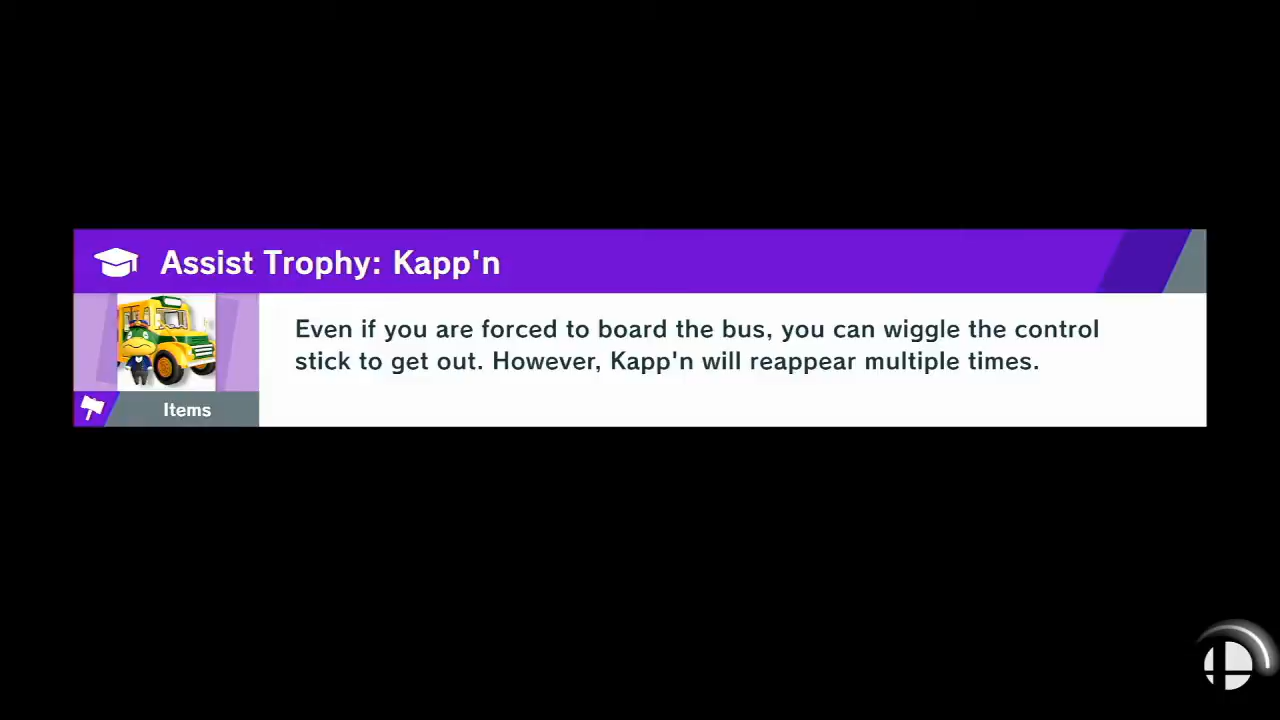 Assist Trophy: Kapp'n
Even if you are forced to board the bus, you can wiggle the control
stick to get out. However, Kapp'n will reappear multiple times.
Items